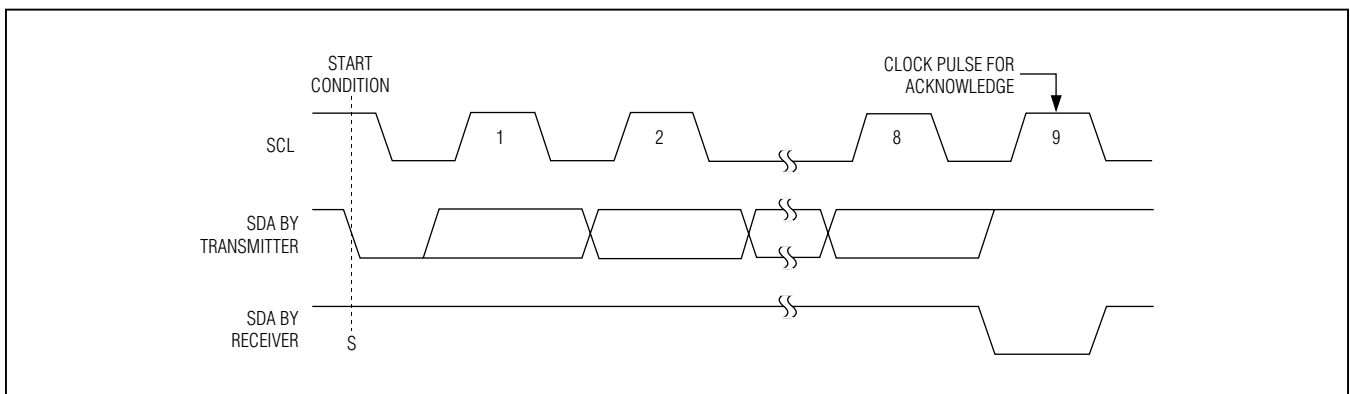 START
CONDITION
CLOCK PULSE FOR
ACKNOWLEDGE
SCL
1
2
8
9
SDA BY
TRANSMITTER
SDA BY
RECEIVER
S